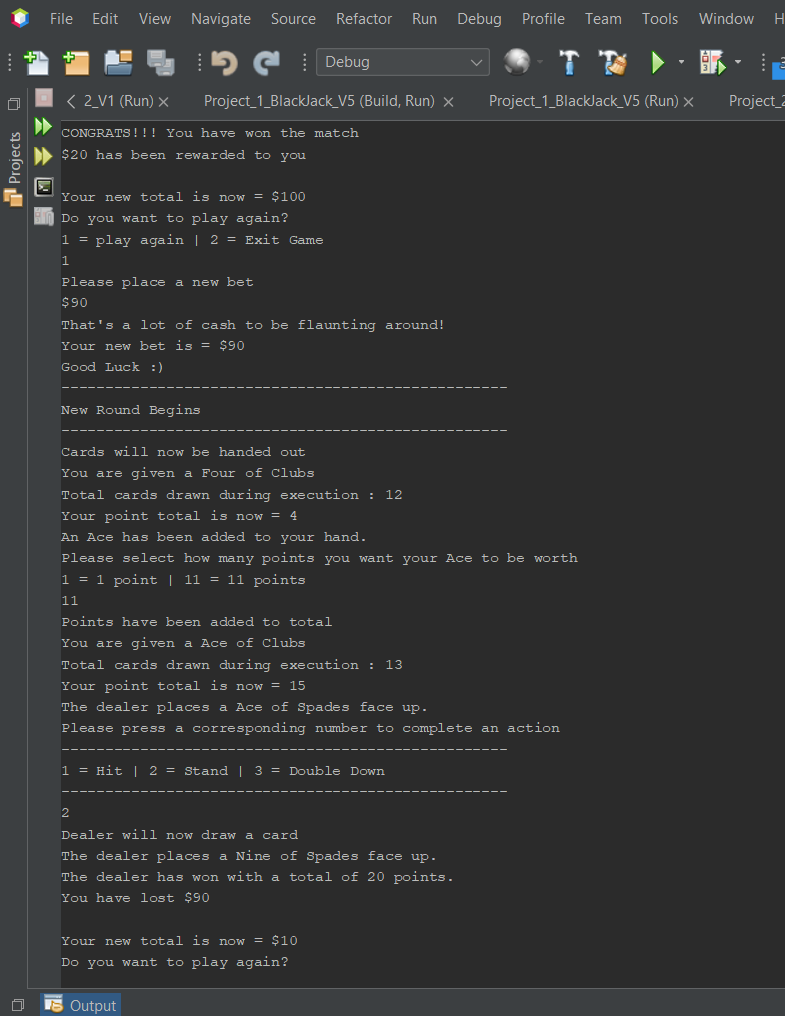 File Edit View Navigate Source Refactor Run Debug Profile Team Tools Window H
Debug
2_V1 (Run) Project_1_BlackJack_V5 (Build, Run) Project_1_BlackJack_V5 (Run) Project_2
Projects
CONGRATS!!! You have won the match
$20 has been rewarded to you
Your new total is now = $100
Do you want to play again?
1 = play again | 2 = Exit Game
1
Please place a new bet
$90
That's a lot of cash to be flaunting around!
Your new bet is = $90
Good Luck :)
---------------------------------------------------
New Round Begins
---------------------------------------------------
Cards will now be handed out
You are given a Four of Clubs
Total cards drawn during execution : 12
Your point total is now = 4
An Ace has been added to your hand.
Please select how many points you want your Ace to be worth
1 = 1 point | 11 = 11 points
11
Points have been added to total
You are given a Ace of Clubs
Total cards drawn during execution : 13
Your point total is now = 15
The dealer places a Ace of Spades face up.
Please press a corresponding number to complete an action
---------------------------------------------------
1 = Hit | 2 = Stand | 3 = Double Down
---------------------------------------------------
2
Dealer will now draw a card
The dealer places a Nine of Spades face up.
The dealer has won with a total of 20 points.
You have lost $90
Your new total is now = $10
Do you want to play again?
Output